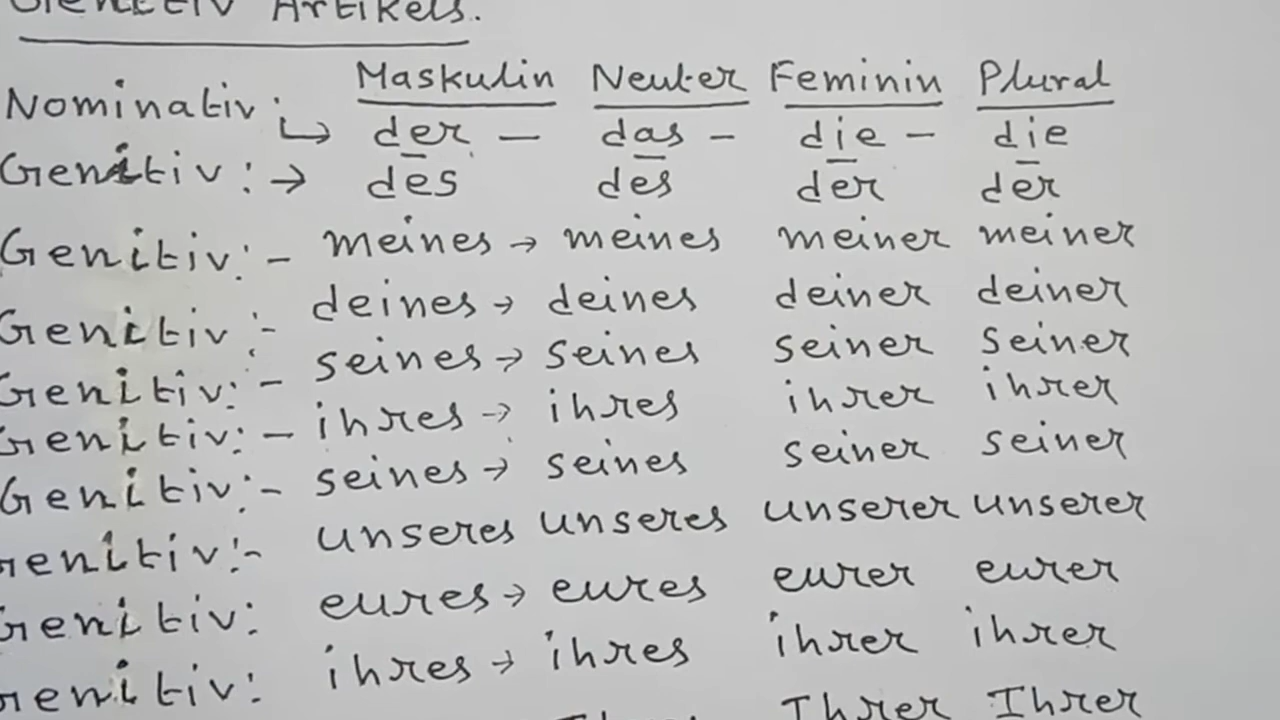 Genitiv Artikels.
Maskulin Neuter Feminin Plural
Nominativ: ↳ der – das – die – die
Genitiv: → des des der der
Genitiv:- meines → meines meiner meiner
Genitiv:- deines → deines deiner deiner
Genitiv:- seines → seines seiner seiner
Genitiv:- ihres → ihres ihrer ihrer
Genitiv:- seines → seines seiner seiner
Genitiv:- unseres unseres unserer unserer
Genitiv: eures → eures eurer eurer
Genitiv: ihres → ihres ihrer ihrer
Ihrer Ihrer